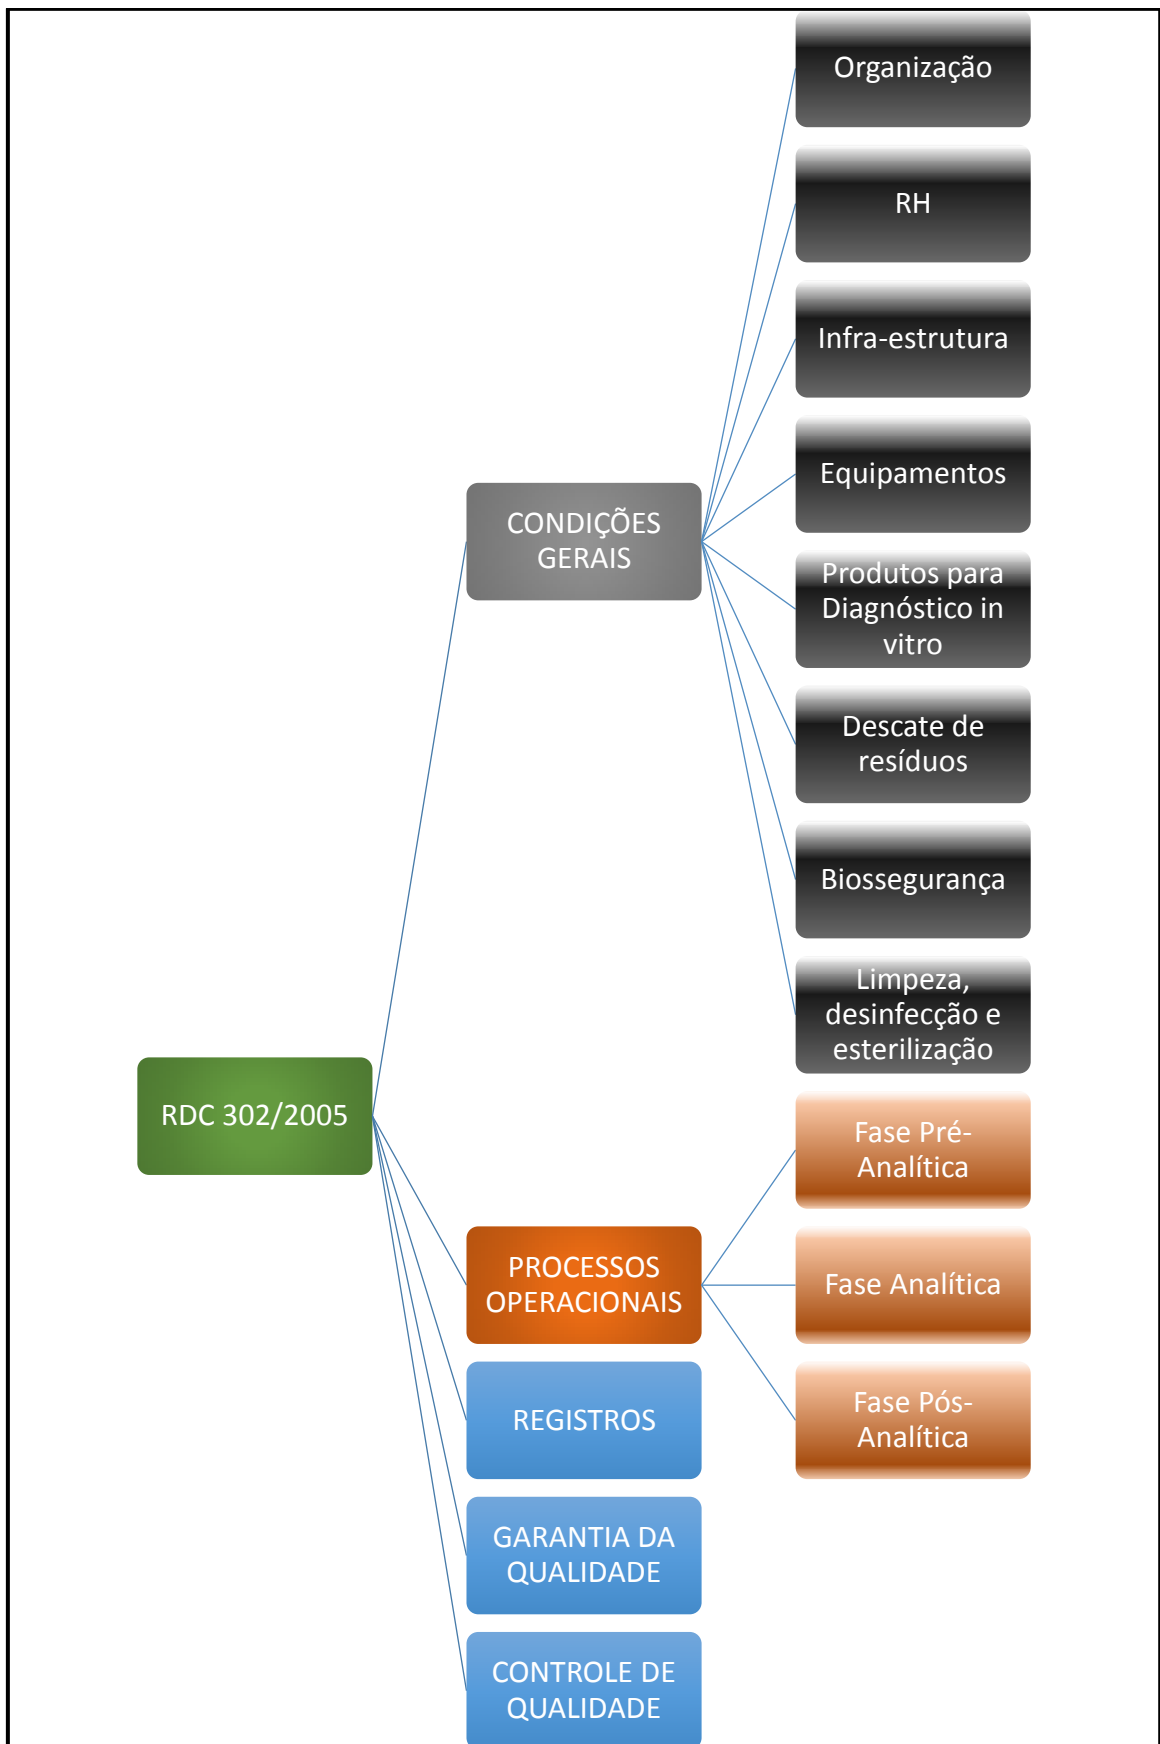 RDC 302/2005
CONDIÇÕES
GERAIS
Organização
RH
Infra-estrutura
Equipamentos
Produtos para
Diagnóstico in
vitro
Descate de
resíduos
Biossegurança
Limpeza,
desinfecção e
esterilização
PROCESSOS
OPERACIONAIS
Fase Pré-
Analítica
Fase Analítica
Fase Pós-
Analítica
REGISTROS
GARANTIA DA
QUALIDADE
CONTROLE DE
QUALIDADE